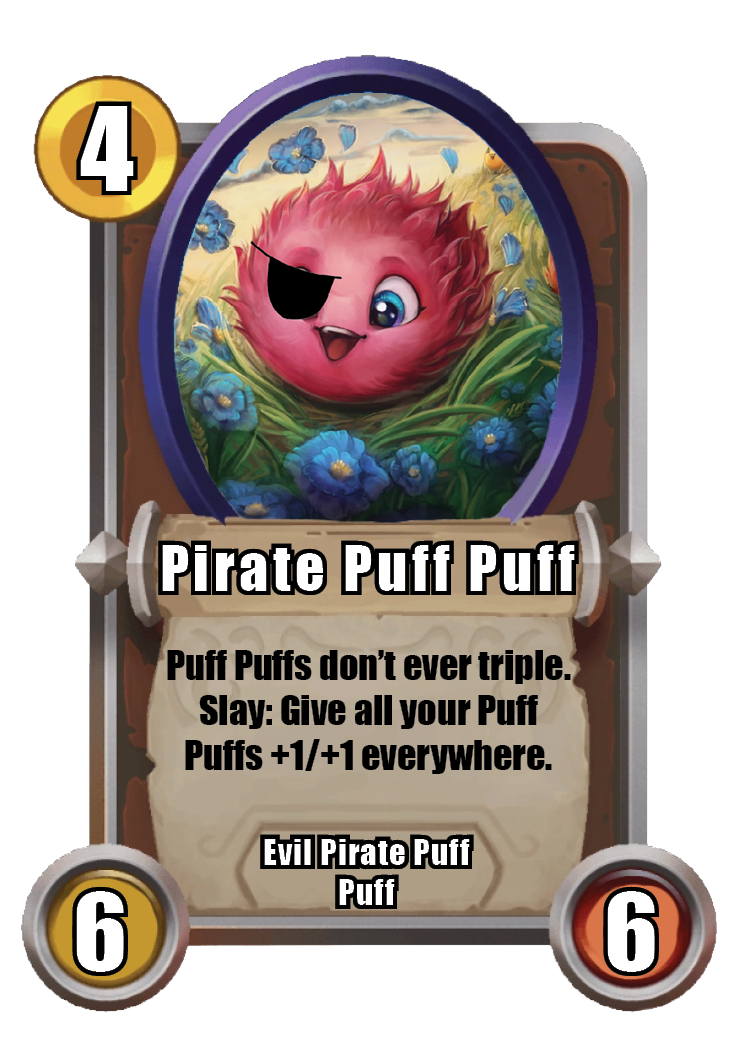 4
Pirate Puff Puff
Puff Puffs don't ever triple.
Slay: Give all your Puff
Puffs +1/+1 everywhere.
Evil Pirate Puff
Puff
6
6